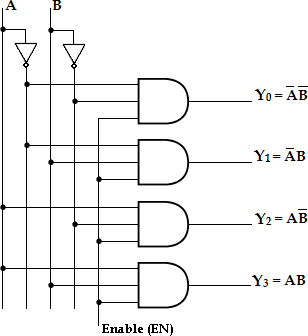 A B
Y₀ = A̅B̅
Y₁ = A̅B
Y₂ = AB̅
Y₃ = AB
Enable (EN)